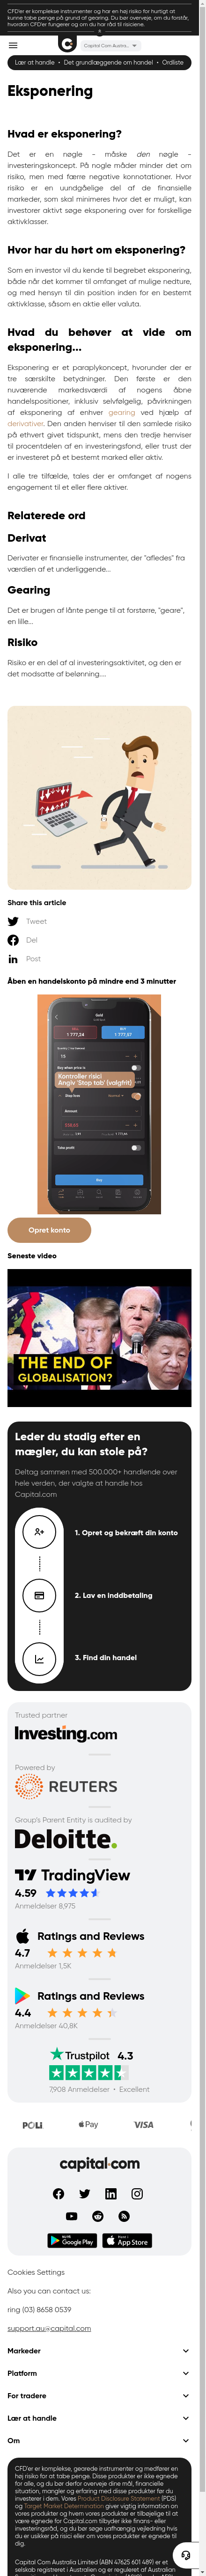 CFD'er er komplekse instrumenter og har en høj risiko for hurtigt at
tune tabe penge på grund af gearing. Du bør overveje, om du forstår,
hvordan CFD'er fungerer og om du har råd til risiciene.
Capital Com Austra...
Lær at handle • Det grundlæggende om handel • Ordliste
Eksponering
Hvad er eksponering?
Det er en nøgle - måske den nøgle -
investeringskoncept. På nogle måder minder det om
risiko, men med færre negative konnotationer. Hvor
risiko er en uundgåelig del af de finansielle
markeder, som skal minimeres hvor det er muligt, kan
investorer aktivt søge eksponering over for forskellige
aktivklasser.
Hvor har du hørt om eksponering?
Som en investor vil du kende til begrebet eksponering,
både når det kommer til omfanget af mulige nedture,
og med hensyn til din position inden for en bestemt
aktivklasse, såsom en aktie eller valuta.
Hvad du behøver at vide om
eksponering...
Eksponering er et paraplykoncept, hvorunder der er
tre særskilte betydninger. Den første er den
nuværende markedsværdi af nogens åbne
handelspositioner, inklusiv selvfølgelig, påvirkningen
af eksponering af enhver gearing ved hjælp af
derivativer. Den anden henviser til den samlede risiko
på ethvert givet tidspunkt, mens den tredje henviser
til procentdelen af en investeringsfond, eller trust der
er investeret på et bestemt marked eller aktiv.
I alle tre tilfælde, tales der er omfanget af nogens
engagement til et eller flere aktiver.
Relaterede ord
Derivat
Derivater er finansielle instrumenter, der "afledes" fra
værdien af et underliggende...
Gearing
Det er brugen af lånte penge til at forstørre, "geare",
en lille...
Risiko
Risiko er en del af al investeringsaktivitet, og den er
det modsatte af belønning....
Share this article
Tweet
Del
Post
Åben en handelskonto på mindre end 3 minutter
Gold
1 777,24
1 777,57
15
Buy when price is
Kontroller risici
Angiv 'Stop tab' (valgfrit)
Stop loss
Amount
Take profit
Buy
Opret konto
Seneste video
THE END OF
GLOBALISATION?
Leder du stadig efter en
mægler, du kan stole på?
Deltag sammen med 500.000+ handlende over
hele verden, der valgte at handle hos
Capital.com
1. Opret og bekræft din konto
2. Lav en inddbetaling
3. Find din handel
Trusted partner
Investing.com
Powered by
REUTERS
Group's Parent Entity is audited by
Deloitte.
TradingView
4.59
Anmeldelser 8,975
Ratings and Reviews
4.7
Anmeldelser 1,5K
Ratings and Reviews
4.4
Anmeldelser 40,8K
Trustpilot 4.3
7,908 Anmeldelser • Excellent
POLi Pay VISA
capital.com
GET IT ON
Google Play
App Store
Cookies Settings
Also you can contact us:
ring (03) 8658 0539
support.au@capital.com
Markeder
Platform
For tradere
Lær at handle
Om
CFD'er er komplekse, gearede instrumenter og medfører en
høj risiko for at tabe penge. Disse produkter er ikke egnede
for alle, og du bør derfor overveje dine mål, finansielle
situation, mangler og erfaring med disse produkter før du
investerer i dem. Vores Product Disclosure Statement (PDS)
og Target Market Determination giver vigtig information om
vores produkter og hvem vores produkter er tilføjelige til at
være egnede for Capital.com tilbyder ikke finans- eller
investeringsråd, og du bør søge uafhængig rådgivning, hvis
du er usikker på risici eller om vores produkter er egnede til
dig.
Capital Com Australia Limited (ABN 47 625 601 489) er et
selskab registreret i Australien og er reguleret af Australian